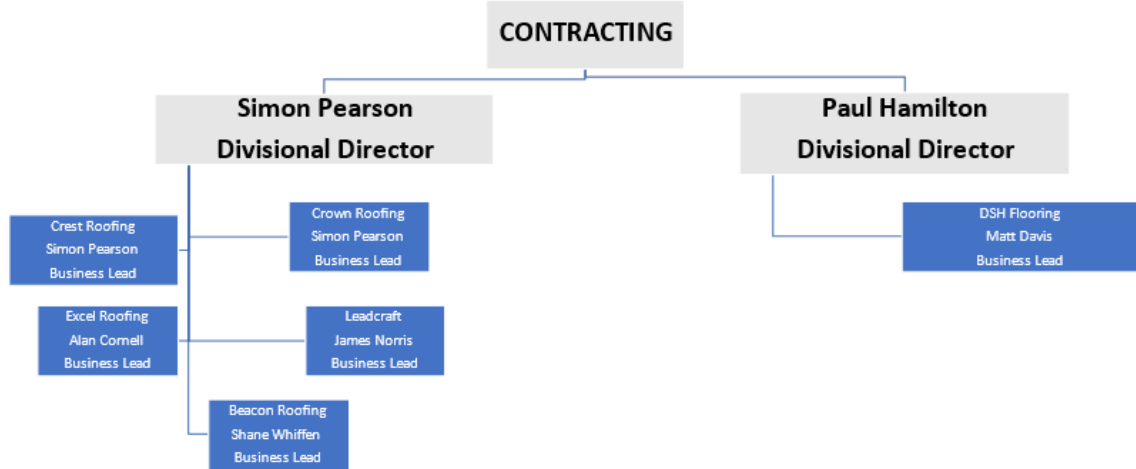 CONTRACTING
Simon Pearson
Divisional Director
Paul Hamilton
Divisional Director
Crest Roofing
Simon Pearson
Business Lead
Crown Roofing
Simon Pearson
Business Lead
DSH Flooring
Matt Davis
Business Lead
Excel Roofing
Alan Cornell
Business Lead
Leadcraft
James Norris
Business Lead
Beacon Roofing
Shane Whiffen
Business Lead